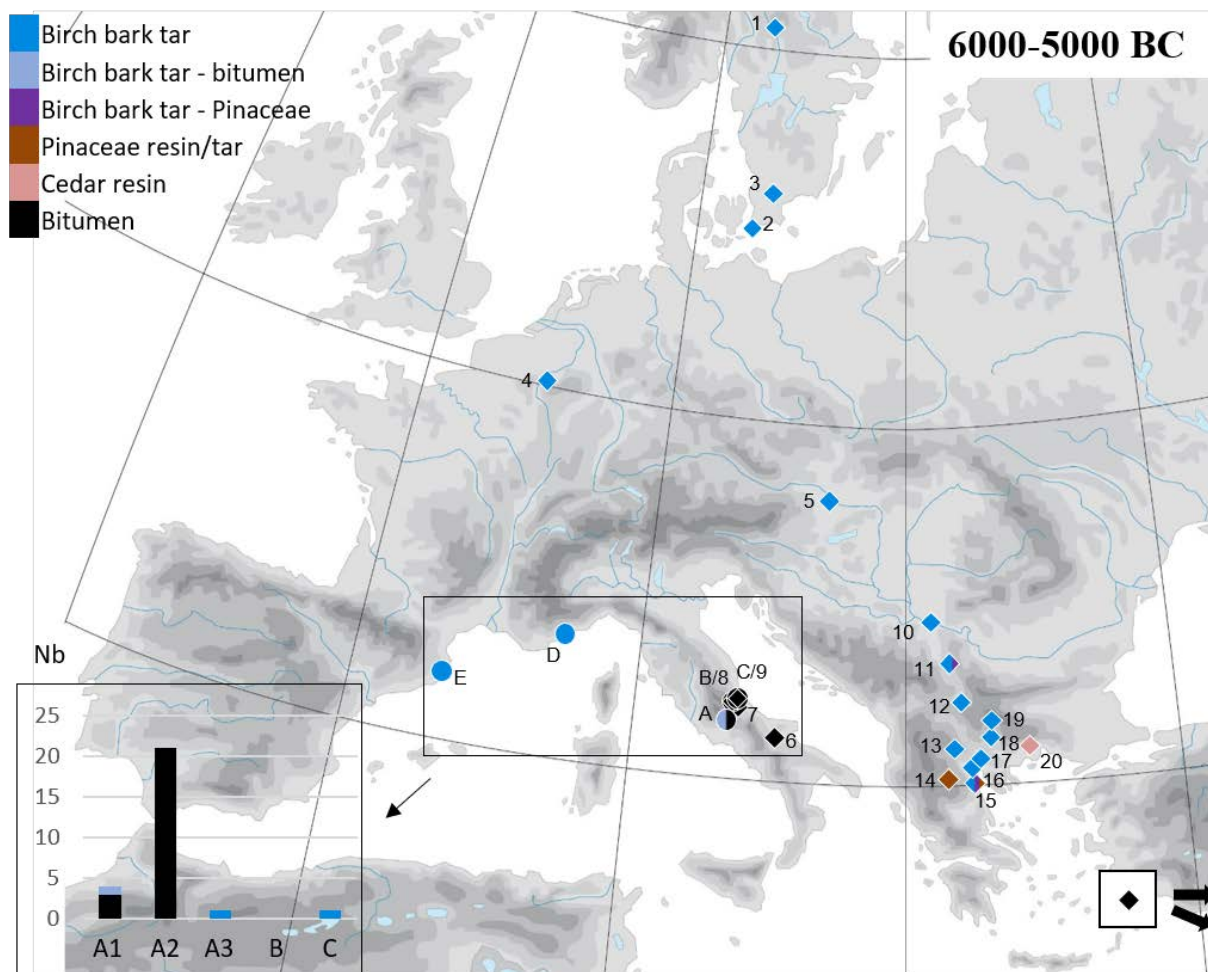 6000-5000 BC
Birch bark tar
Birch bark tar - bitumen
Birch bark tar - Pinaceae
Pinaceae resin/tar
Cedar resin
Bitumen
1
3
2
4
5
10
11
12
13
14
15
16
17
18
19
20
E
D
B/8
C/9
A
7
6
Nb
25
20
15
10
5
0
A1 A2 A3 B C